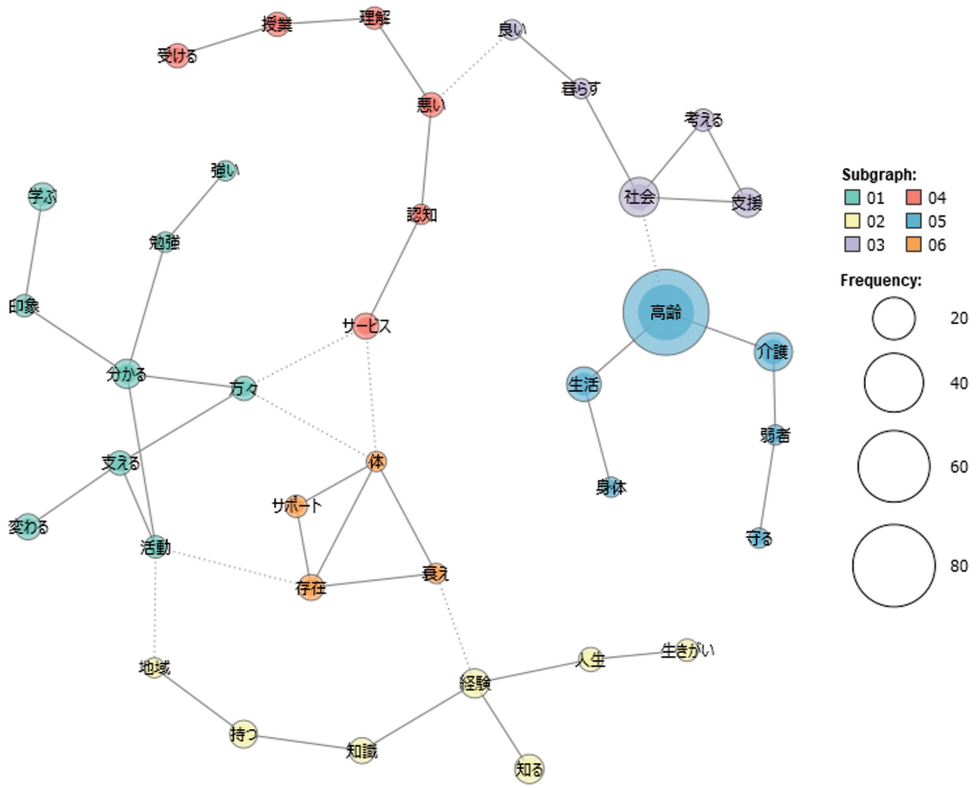 理解
授業
良い
受ける
暮らす
悪い
考える
強い
Subgraph:
学ぶ
社会
支援
01 04
認知
02 05
勉強
03 06
Frequency:
印象
高齢
20
サービス
介護
分かる
方々
生活
40
弱者
支える
体
60
身体
サポート
変わる
守る
活動
80
衰え
存在
生きがい
人生
地域
経験
持つ
知識
知る